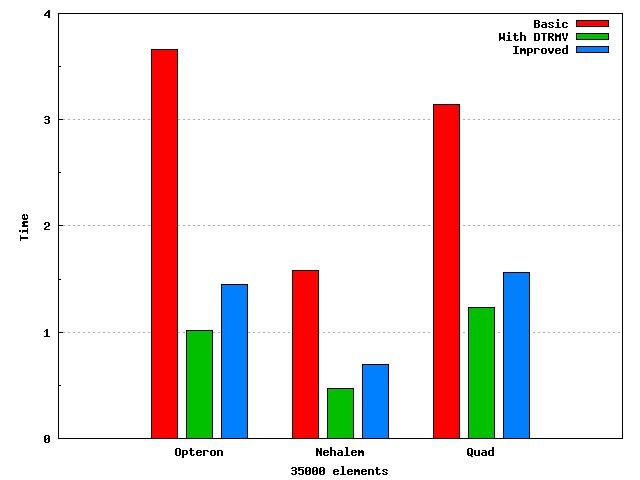 4
Basic
With DTRMV
Improved
3
2
1
0
Time
Opteron Nehalem Quad
35000 elements